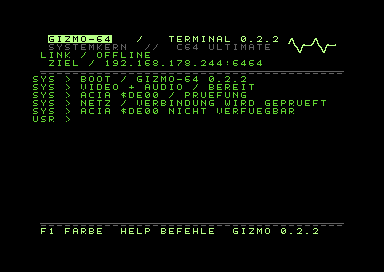 GIZMO-64 / TERMINAL 0.2.2
SYSTEMKERN // C64 ULTIMATE
LINK / OFFLINE
ZIEL / 192.168.178.244:6464
SYS > BOOT / GIZMO-64 0.2.2
SYS > VIDEO + AUDIO / BEREIT
SYS > ACIA *DE00 / PRUEFUNG
SYS > NETZ / VERBINDUNG WIRD GEPRUEFT
SYS > ACIA *DE00 NICHT VERFUEGBAR
USR >
F1 FARBE HELP BEFEHLE GIZMO 0.2.2